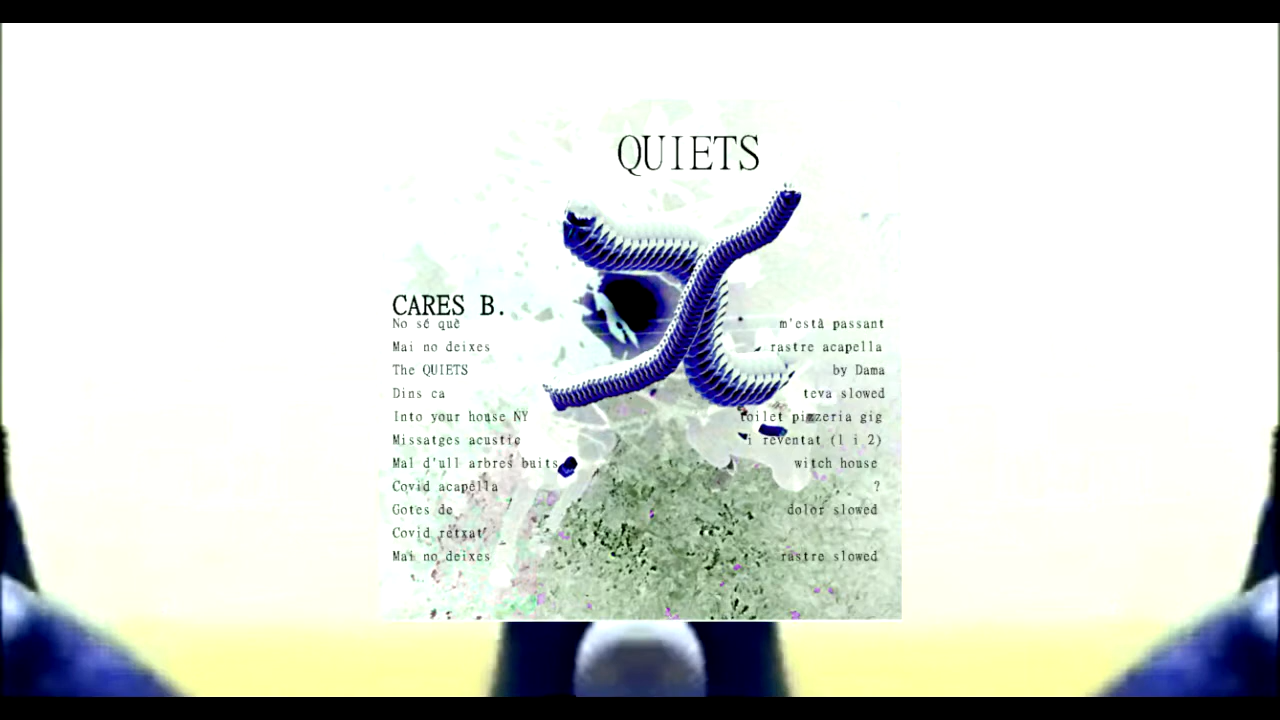 QUIETS
CARES B.
No sé què m'està passant
Mai no deixes rastre acapella
The QUIETS by Dama
Dins ca teva slowed
Into your house NY toilet pizzeria gig
Missatges acustic i reventat (1 i 2)
Mal d'ull arbres buits witch house
Covid acapella ?
Gotes de dolor slowed
Covid retxat
Mai no deixes rastre slowed